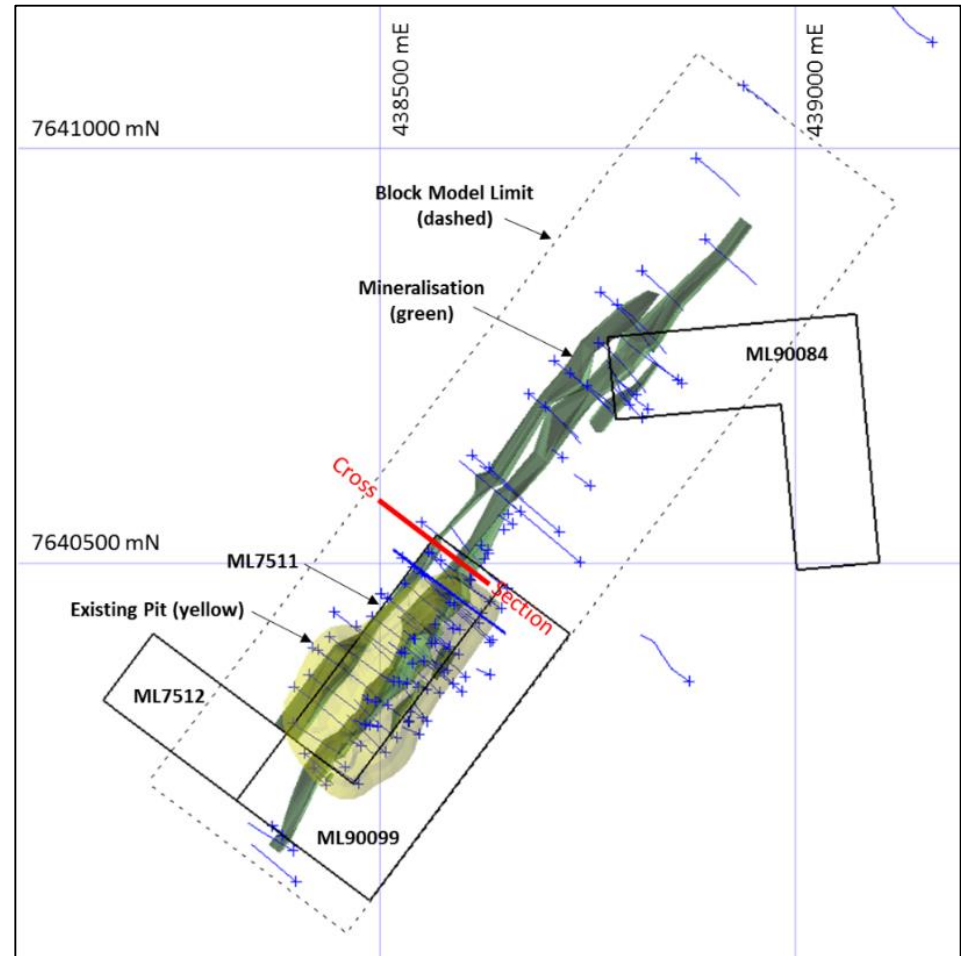 438500 mE
439000 mE
7641000 mN
Block Model Limit
(dashed)
Mineralisation
(green)
ML90084
Cross
Section
7640500 mN
ML7511
Existing Pit (yellow)
ML7512
ML90099